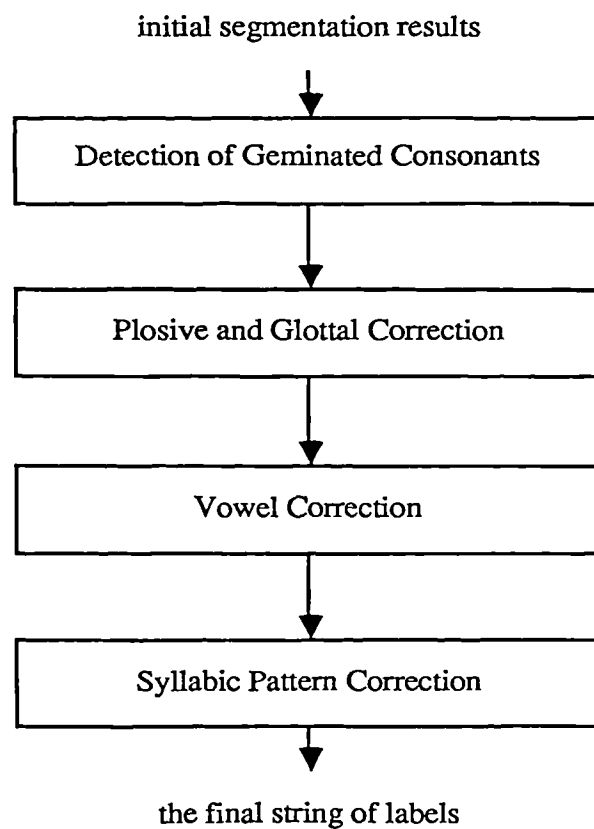 initial segmentation results
Detection of Geminated Consonants
Plosive and Glottal Correction
Vowel Correction
Syllabic Pattern Correction
the final string of labels